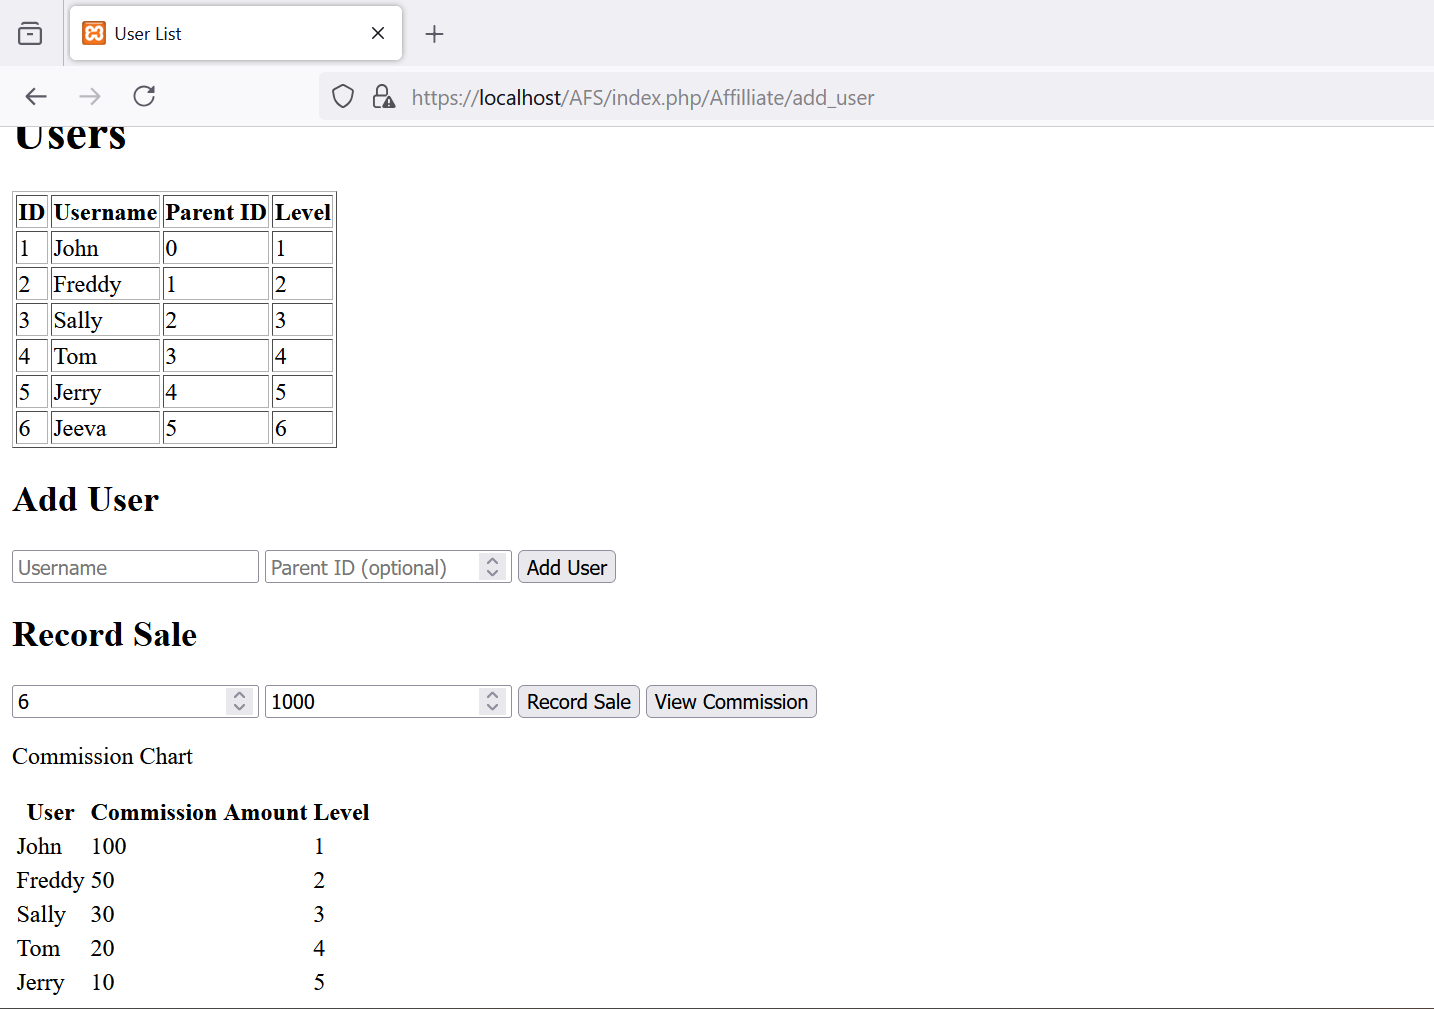 User List
https://localhost/AFS/index.php/Affilliate/add_user
Users
ID Username Parent ID Level
1 John 0 1
2 Freddy 1 2
3 Sally 2 3
4 Tom 3 4
5 Jerry 4 5
6 Jeeva 5 6
Add User
Username Parent ID (optional) Add User
Record Sale
6 1000 Record Sale View Commission
Commission Chart
User Commission Amount Level
John 100 1
Freddy 50 2
Sally 30 3
Tom 20 4
Jerry 10 5